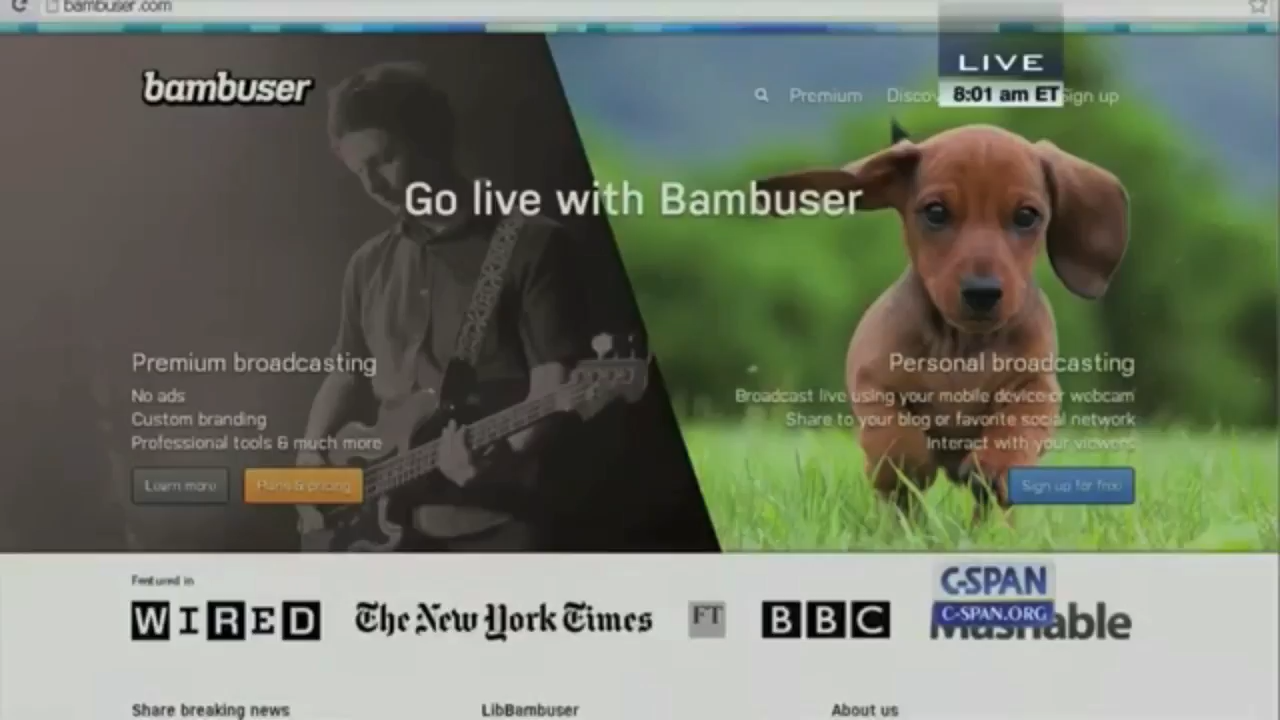 bambuser.com
LIVE
bambuser
Premium Discov
8:01 am ET
Sign up
Go live with Bambuser
Premium broadcasting
No ads
Custom branding
Professional tools & much more
Learn more
Plans & pricing
Personal broadcasting
Broadcast live using your mobile device or webcam
Share to your blog or favorite social network
Interact with your viewers
Sign up for free
Featured in
WIRED
The New York Times
FT
BBC
C-SPAN
C-SPAN.ORG
Mashable
Share breaking news
LibBambuser
About us